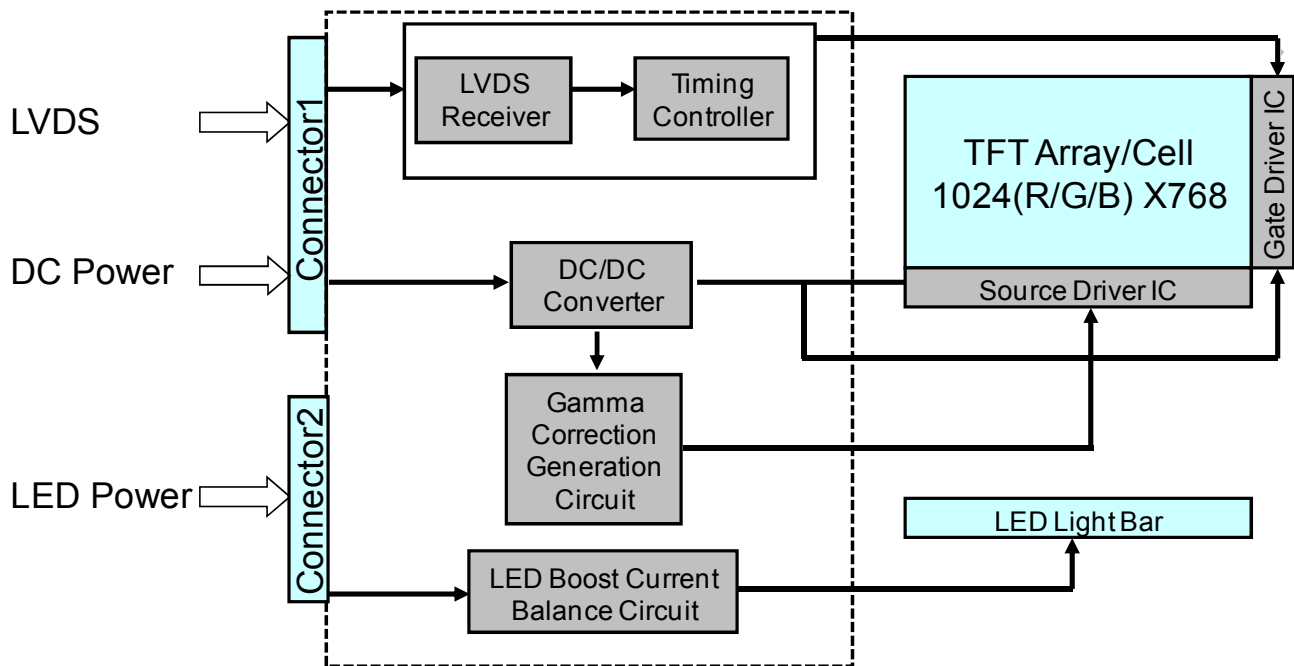 LVDS
DC Power
LED Power
Connector1
Connector2
LVDS
Receiver
Timing
Controller
DC/DC
Converter
Gamma
Correction
Generation
Circuit
LED Boost Current
Balance Circuit
TFT Array/Cell
1024(R/G/B) X768
Gate Driver IC
Source Driver IC
LED Light Bar